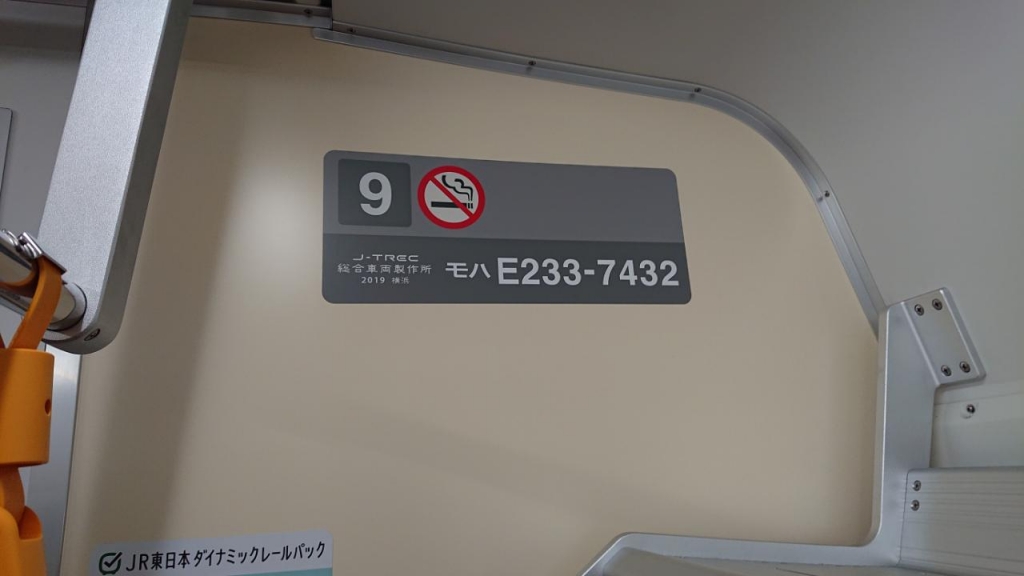 9
J-TREC
総合車両製作所
2019 横浜
モハ E233-7432
JR東日本ダイナミックレールパック